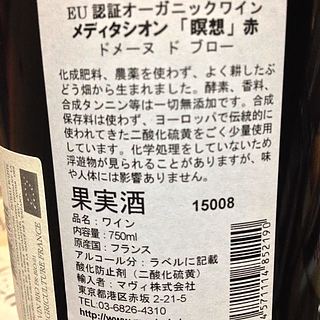 EU認証オーガニックワイン
メディタシオン 「瞑想」赤
ドメーヌ ド ブロー
化成肥料、農薬を使わず、よく耕したぶ
どう畑から生まれました。酵素、香料、
合成タンニン等は一切無添加です。合成
保存料は使わず、ヨーロッパで伝統的に
使われてきた二酸化硫黄をごく少量使用
しています。化学処理をしていないため
浮遊物が見られることがありますが、味
や人体には影響ありません。
果実酒 15008
品名：ワイン
内容量：750ml
原産国：フランス
アルコール分：ラベルに記載
酸化防止剤（二酸化硫黄）
輸入者：マヴィ株式会社
東京都港区赤坂 2-21-5
TEL.03-6826-4310
4571114852190
AGRICULTURE FRANCE